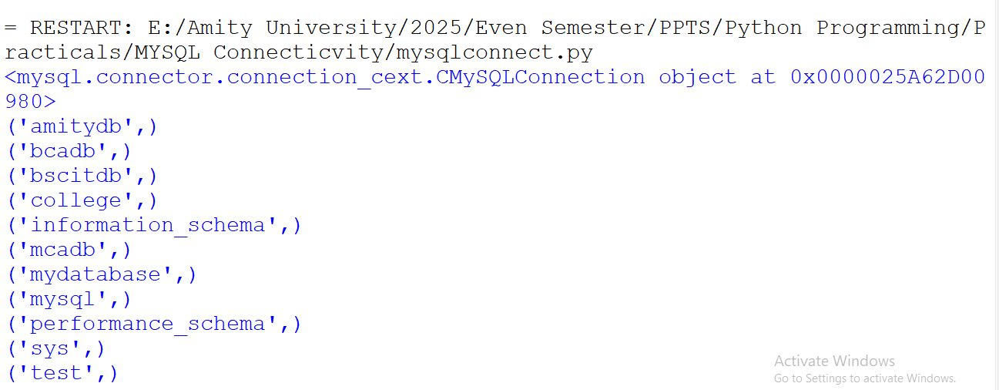 = RESTART: E:/Amity University/2025/Even Semester/PPTS/Python Programming/P
racticals/MYSQL Connecticvity/mysqlconnect.py
<mysql.connector.connection_cext.CMySQLConnection object at 0x0000025A62D00
980>
('amitydb',)
('bcadb',)
('bscitdb',)
('college',)
('information_schema',)
('mcadb',)
('mydatabase',)
('mysql',)
('performance_schema',)
('sys',)
('test',)
Activate Windows
Go to Settings to activate Windows.